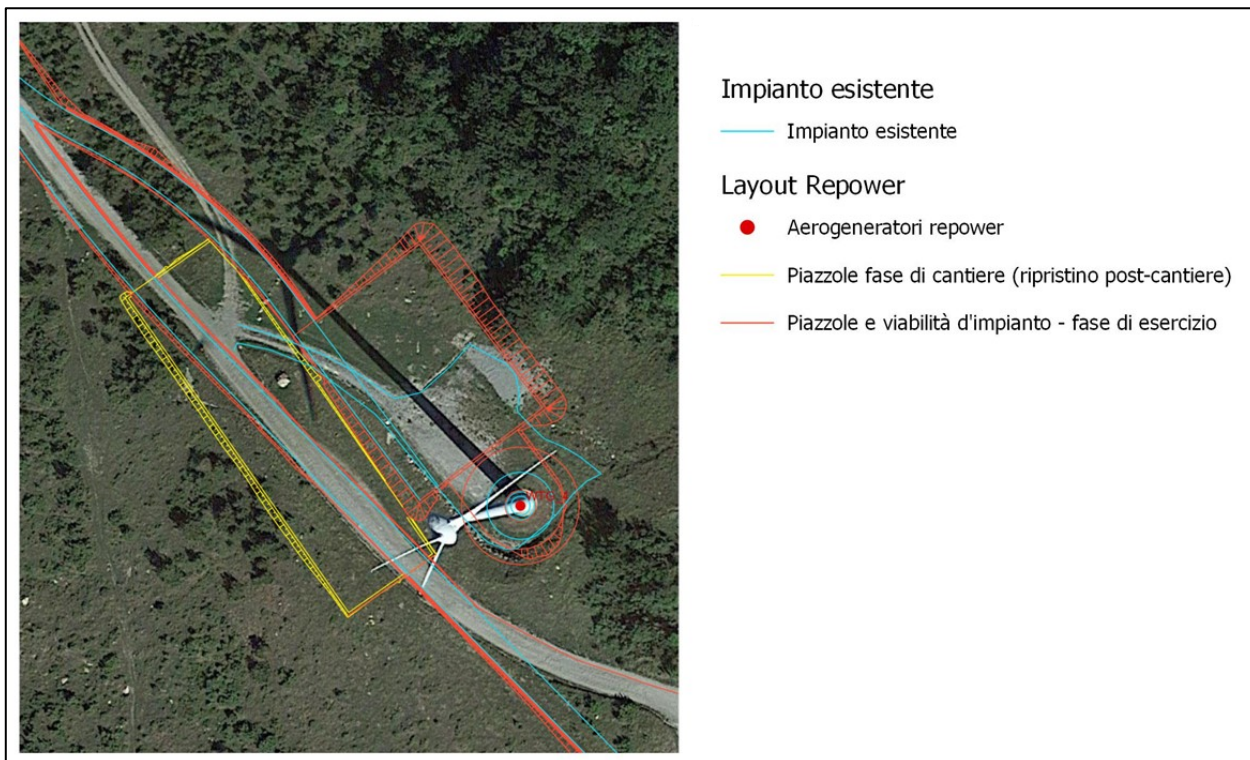 Impianto esistente
Impianto esistente
Layout Repower
Aerogeneratori repower
Piazzole fase di cantiere (ripristino post-cantiere)
Piazzole e viabilità d'impianto - fase di esercizio